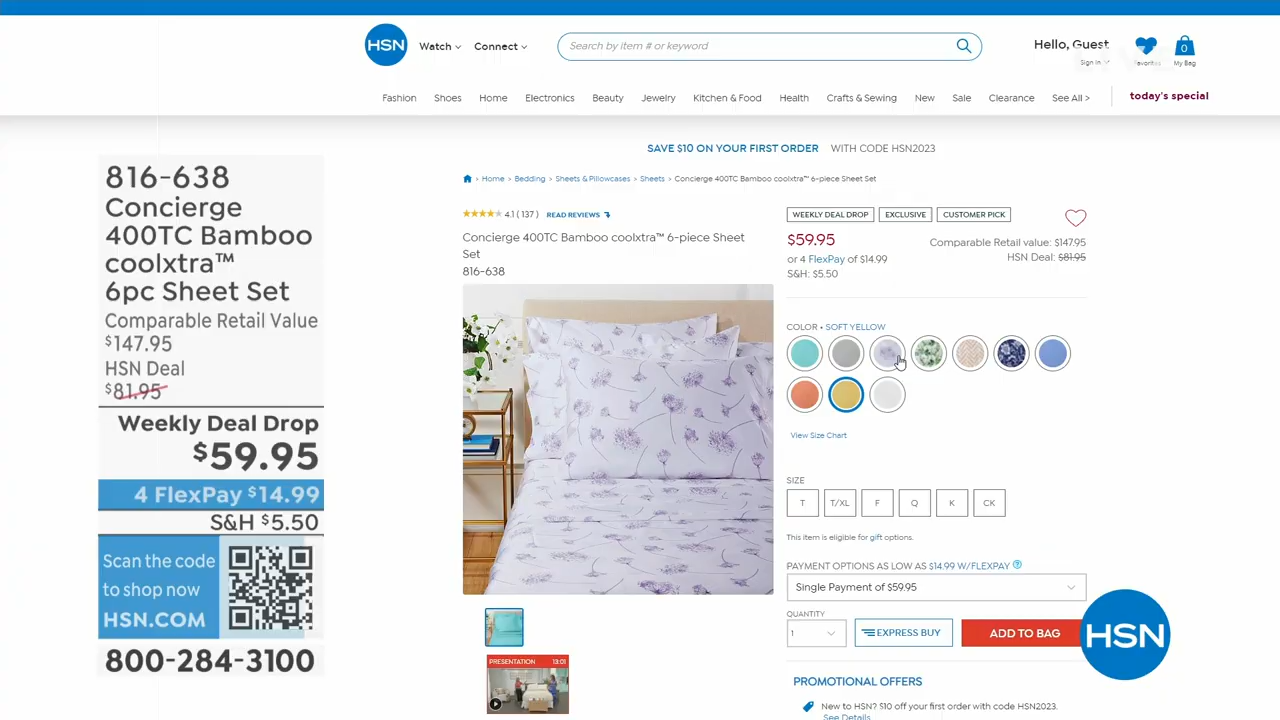 HSN
Watch
Connect
Search by item # or keyword
Hello, Guest
Sign In
Favorites
0
My Bag
Fashion
Shoes
Home
Electronics
Beauty
Jewelry
Kitchen & Food
Health
Crafts & Sewing
New
Sale
Clearance
See All >
today's special
SAVE $10 ON YOUR FIRST ORDER WITH CODE HSN2023
Home > Bedding > Sheets & Pillowcases > Sheets > Concierge 400TC Bamboo coolxtra™ 6-piece Sheet Set
816-638
Concierge
400TC Bamboo
coolxtra™
6pc Sheet Set
Comparable Retail Value
$147.95
HSN Deal
$81.95
Weekly Deal Drop
$59.95
4 FlexPay $14.99
S&H $5.50
Scan the code
to shop now
HSN.COM
800-284-3100
4.1 (137) READ REVIEWS
Concierge 400TC Bamboo coolxtra™ 6-piece Sheet
Set
816-638
PRESENTATION 13:01
WEEKLY DEAL DROP
EXCLUSIVE
CUSTOMER PICK
$59.95
or 4 FlexPay of $14.99
S&H: $5.50
Comparable Retail value: $147.95
HSN Deal: $81.95
COLOR • SOFT YELLOW
View Size Chart
SIZE
T
T/XL
F
Q
K
CK
This item is eligible for gift options.
PAYMENT OPTIONS AS LOW AS $14.99 W/FLEXPAY
Single Payment of $59.95
QUANTITY
1
EXPRESS BUY
ADD TO BAG
HSN
PROMOTIONAL OFFERS
New to HSN? $10 off your first order with code HSN2023.
See Details